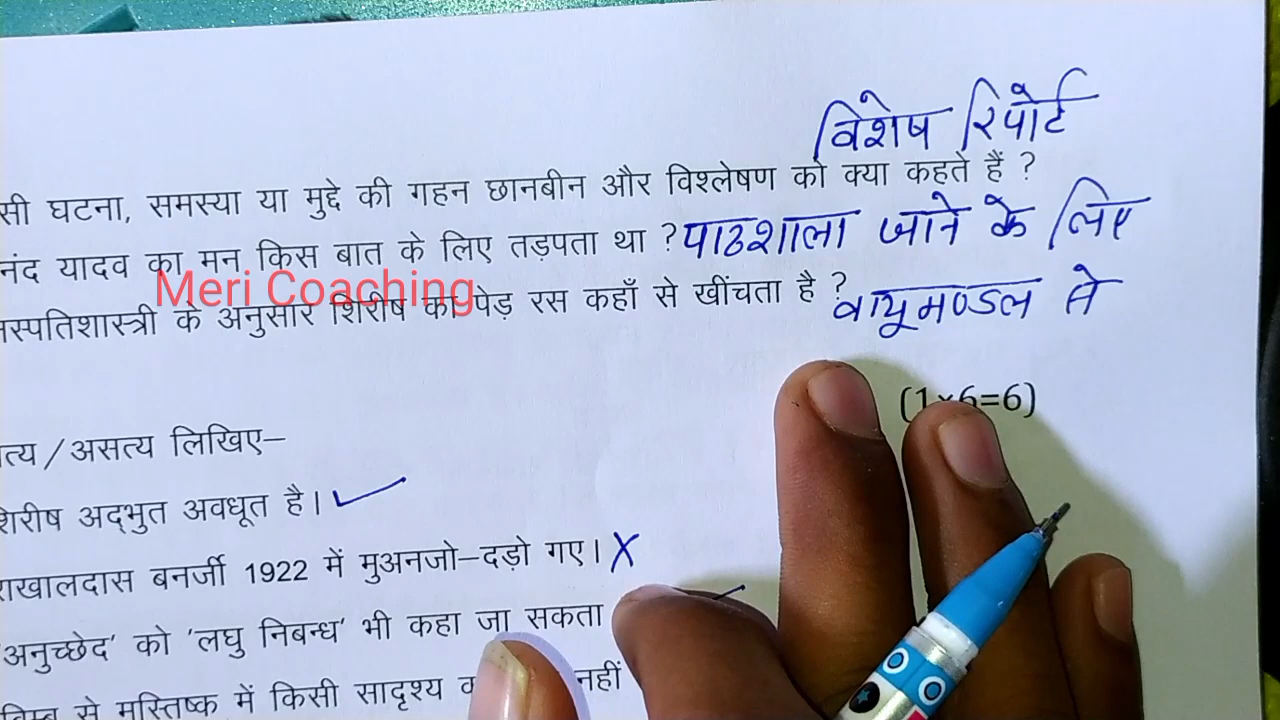 विशेष रिपोर्ट
सी घटना, समस्या या मुद्दे की गहन छानबीन और विश्लेषण को क्या कहते हैं ?
नंद यादव का मन किस बात के लिए तड़पता था ? पाठशाला जाने के लिए
Meri Coaching
स्पतिशास्त्री के अनुसार शिरीष का पेड़ रस कहाँ से खींचता है ? वायूमण्डल से
(1×6=6)
त्य / असत्य लिखिए–
शिरीष अद्भुत अवधूत है। ✓
राखालदास बनर्जी 1922 में मुअनजो–दड़ो गए। X
'अनुच्छेद' को 'लघु निबन्ध' भी कहा जा सकता
बिम्ब से मस्तिष्क में किसी सादृश्य नहीं